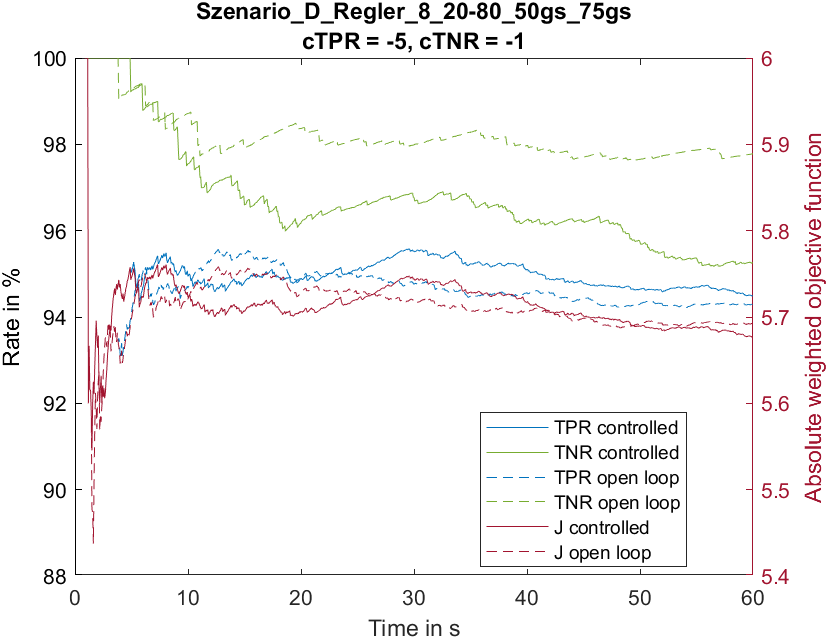 Szenario_D_Regler_8_20-80_50gs_75gs
cTPR = -5, cTNR = -1
100
98
96
94
92
90
88
Rate in %
6
5.9
5.8
5.7
5.6
5.5
5.4
Absolute weighted objective function
TPR controlled
TNR controlled
TPR open loop
TNR open loop
J controlled
J open loop
0
10
20
30
40
50
60
Time in s